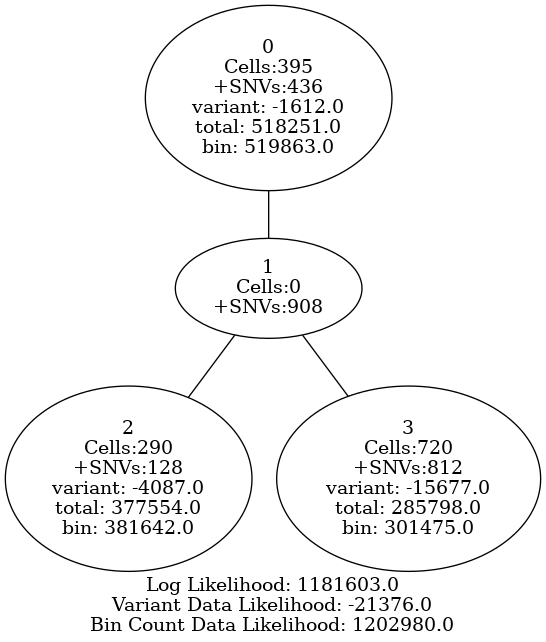 0
Cells:395
+SNVs:436
variant: -1612.0
total: 518251.0
bin: 519863.0
1
Cells:0
+SNVs:908
2
Cells:290
+SNVs:128
variant: -4087.0
total: 377554.0
bin: 381642.0
3
Cells:720
+SNVs:812
variant: -15677.0
total: 285798.0
bin: 301475.0
Log Likelihood: 1181603.0
Variant Data Likelihood: -21376.0
Bin Count Data Likelihood: 1202980.0